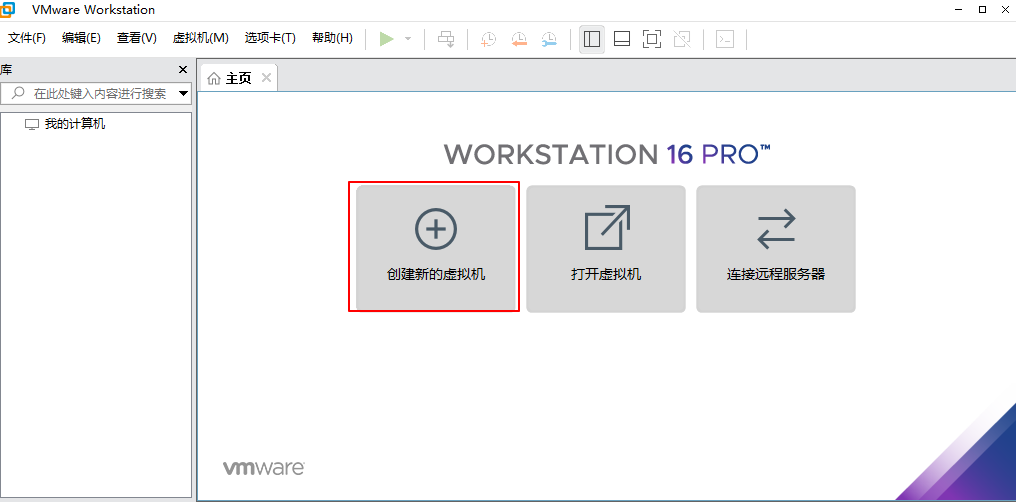 VMware Workstation
文件(F) 编辑(E) 查看(V) 虚拟机(M) 选项卡(T) 帮助(H)
库
主页
在此处键入内容进行搜索
我的计算机
WORKSTATION 16 PRO™
创建新的虚拟机 打开虚拟机 连接远程服务器
vmware